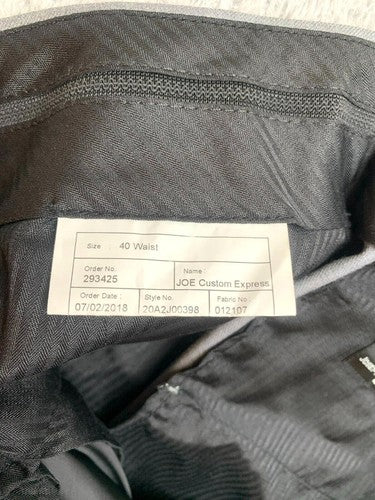 Size : 40 Waist
Order No. Name
293425 JOE Custom Express
Order Date : Style No. Fabric No.
07/02/2018 20A2J00398 012107